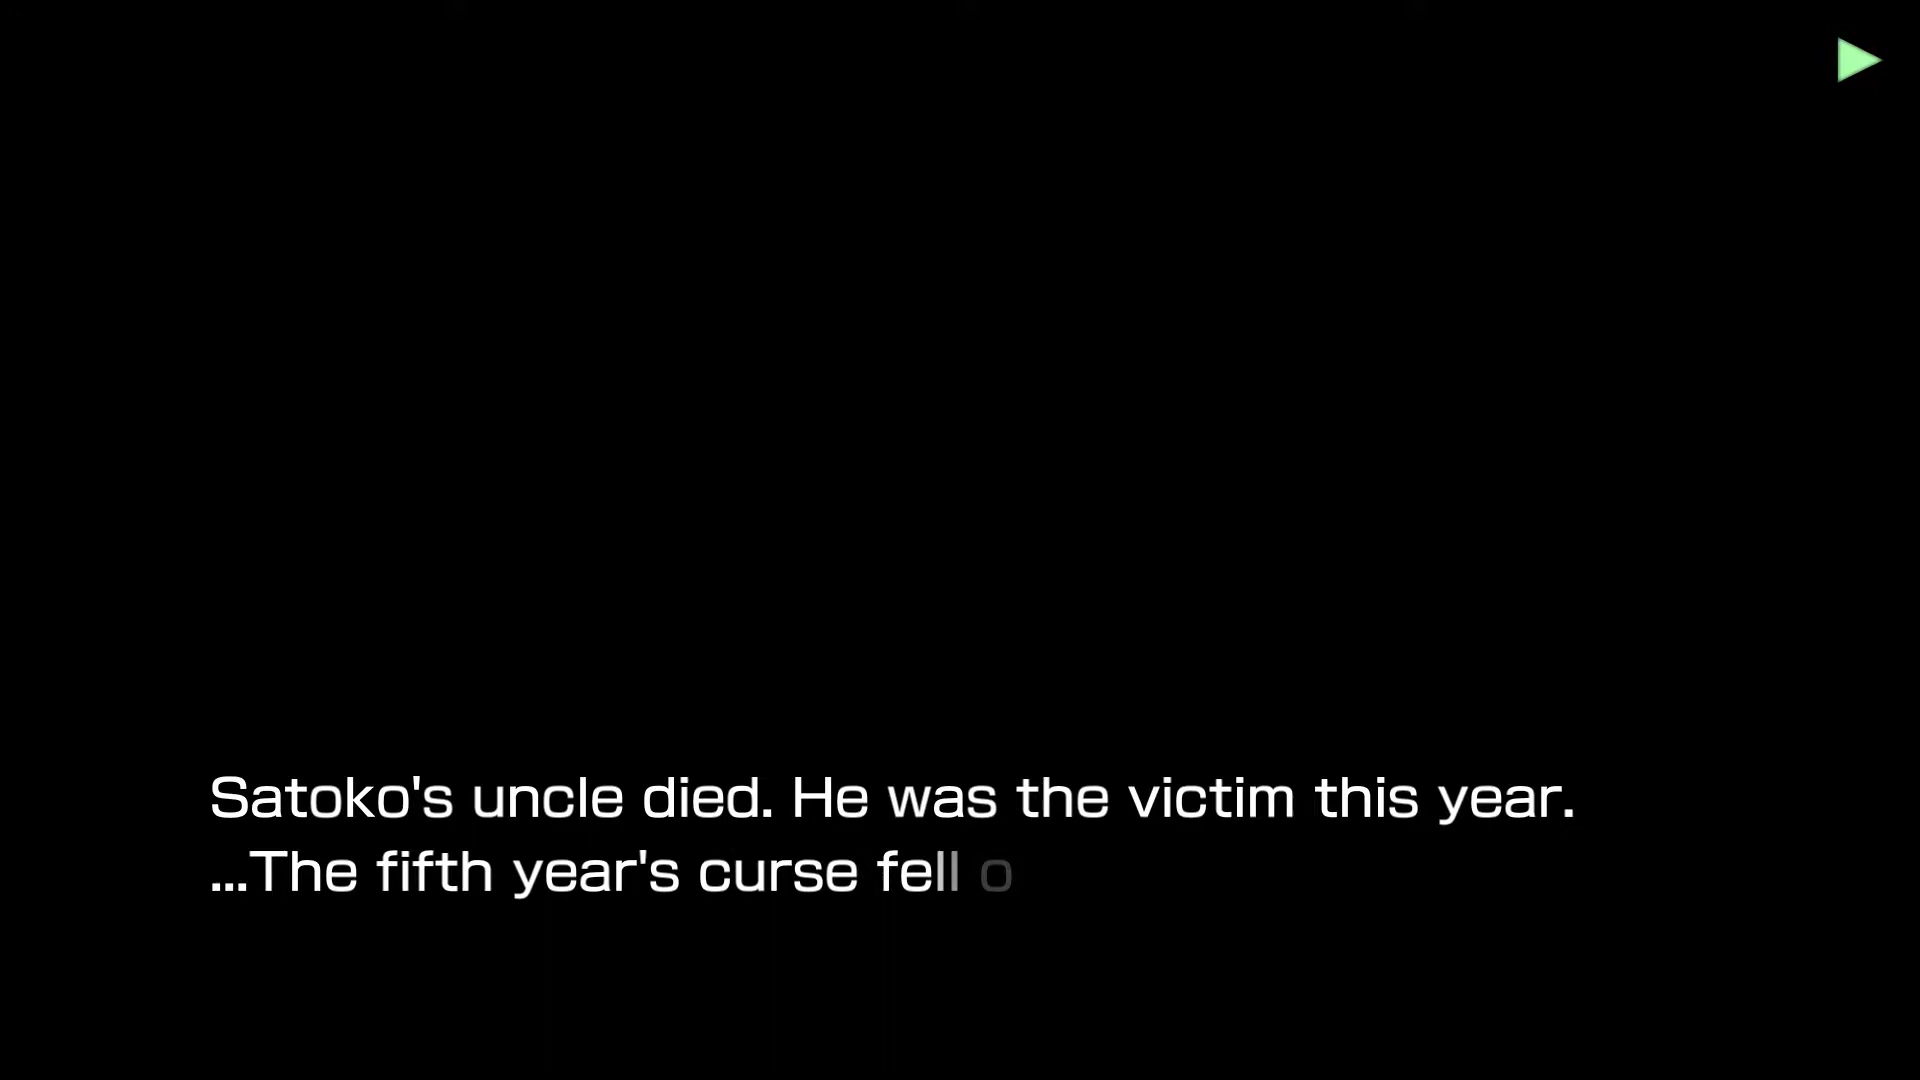 Satoko's uncle died. He was the victim this year.
...The fifth year's curse fell o